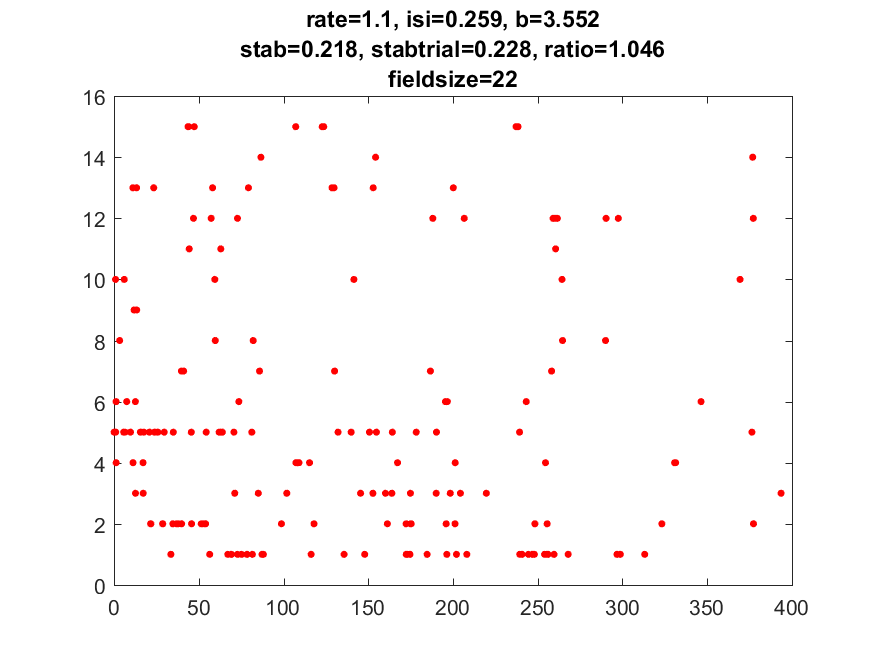 rate=1.1, isi=0.259, b=3.552
stab=0.218, stabtrial=0.228, ratio=1.046
fieldsize=22
16
14
12
10
8
6
4
2
0
0 50 100 150 200 250 300 350 400